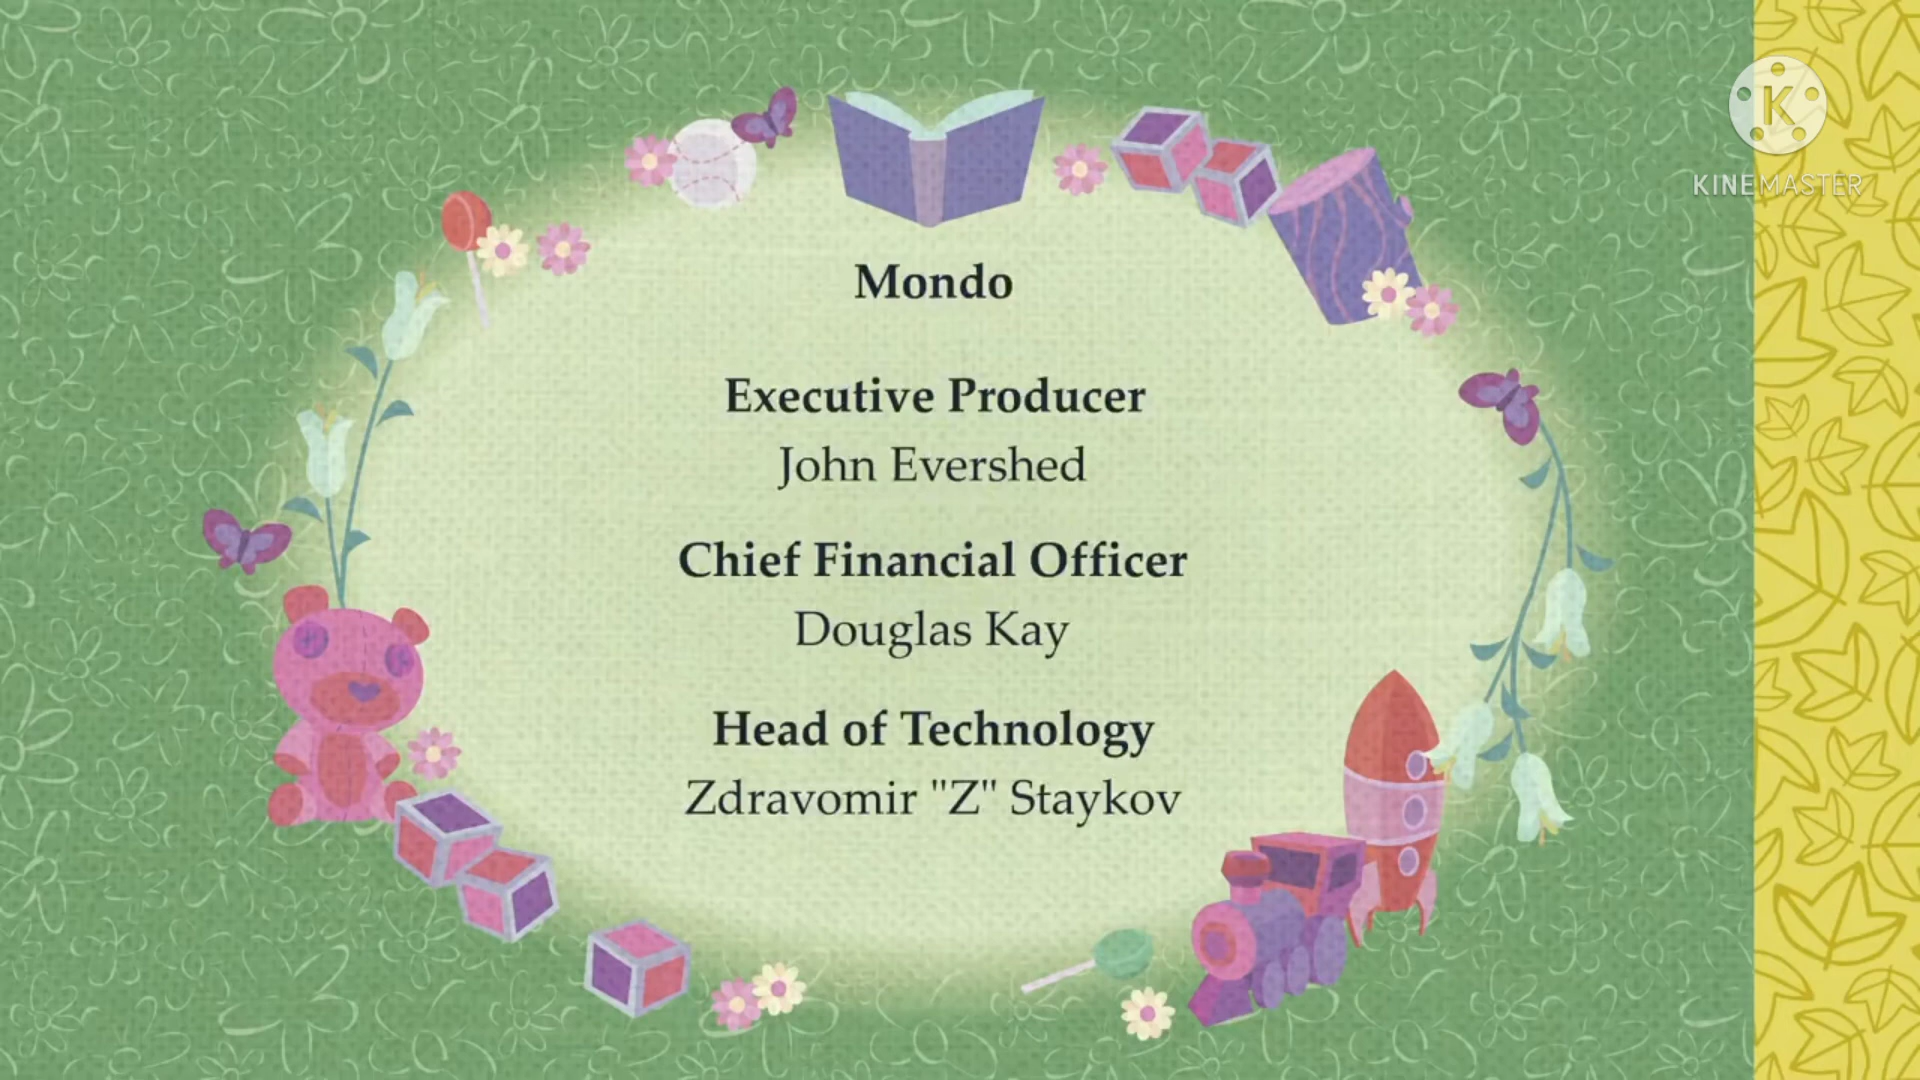 K
KINEMASTER
Mondo
Executive Producer
John Evershed
Chief Financial Officer
Douglas Kay
Head of Technology
Zdravomir "Z" Staykov